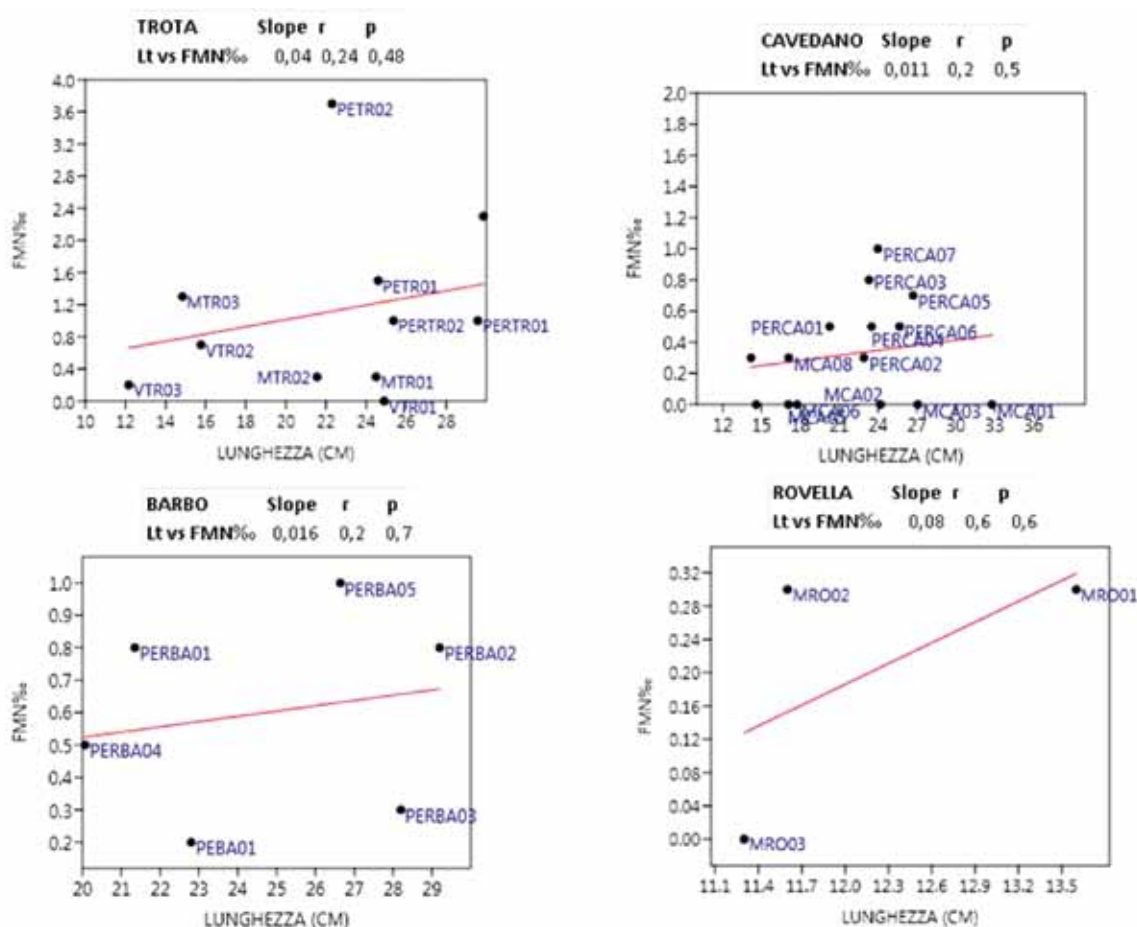 TROTA Slope r p
Lt vs FMN‰ 0,04 0,24 0,48
4.0
3.6
3.2
2.8
2.4
2.0
1.6
1.2
0.8
0.4
0.0
FMN‰
PETR02
PETR01
MTR03
PERTR02
PERTR01
VTR02
MTR02
MTR01
VTR03
VTR01
10 12 14 16 18 20 22 24 26 28
LUNGHEZZA (CM)
CAVEDANO Slope r p
Lt vs FMN‰ 0,011 0,2 0,5
2.0
1.8
1.6
1.4
1.2
1.0
0.8
0.6
0.4
0.2
0.0
FMN‰
PERCA07
PERCA03
PERCA05
PERCA01
PERCA06
PERCA04
MCA08
PERCA02
MCA02
MCA06
MCA03
MCA01
12 15 18 21 24 27 30 33 36
LUNGHEZZA (CM)
BARBO Slope r p
Lt vs FMN‰ 0,016 0,2 0,7
1.0
0.9
0.8
0.7
0.6
0.5
0.4
0.3
0.2
FMN‰
PERBA05
PERBA01
PERBA02
PERBA04
PERBA03
PEBA01
20 21 22 23 24 25 26 27 28 29
LUNGHEZZA (CM)
ROVELLA Slope r p
Lt vs FMN‰ 0,08 0,6 0,6
0.32
0.28
0.24
0.20
0.16
0.12
0.08
0.04
0.00
FMN‰
MRO02
MRO01
MRO03
11.1 11.4 11.7 12.0 12.3 12.6 12.9 13.2 13.5
LUNGHEZZA (CM)